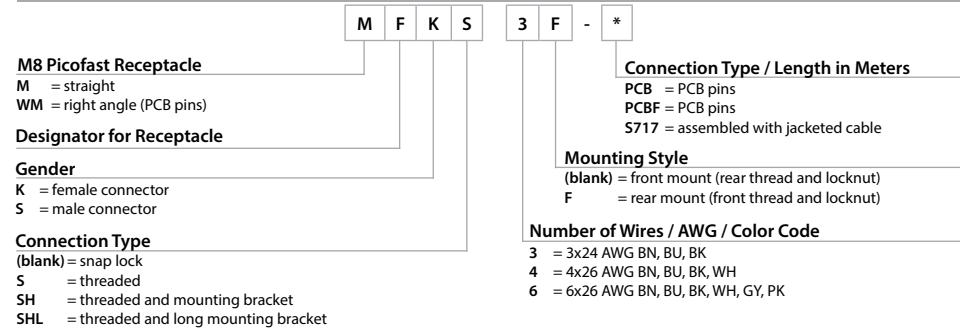 M F K S 3 F - *
M8 Picofast Receptacle
M = straight
WM = right angle (PCB pins)
Designator for Receptacle
Gender
K = female connector
S = male connector
Connection Type
(blank) = snap lock
S = threaded
SH = threaded and mounting bracket
SHL = threaded and long mounting bracket
Connection Type / Length in Meters
PCB = PCB pins
PCBF = PCB pins
S717 = assembled with jacketed cable
Mounting Style
(blank) = front mount (rear thread and locknut)
F = rear mount (front thread and locknut)
Number of Wires / AWG / Color Code
3 = 3x24 AWG BN, BU, BK
4 = 4x26 AWG BN, BU, BK, WH
6 = 6x26 AWG BN, BU, BK, WH, GY, PK